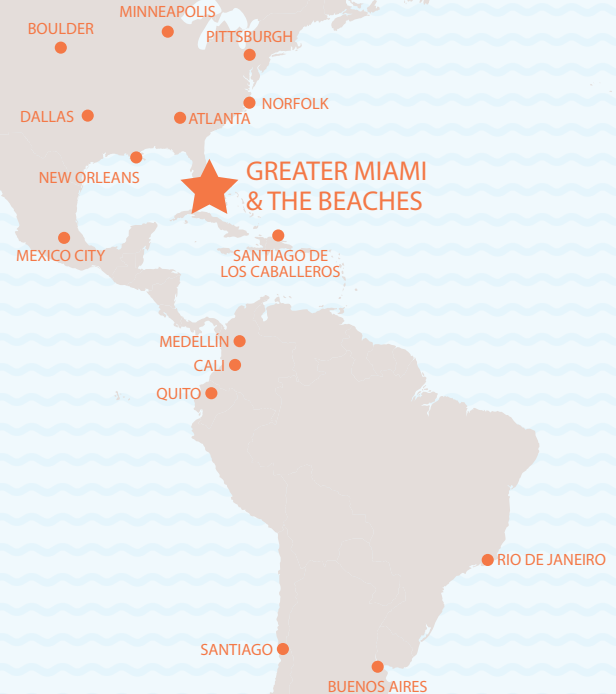 MINNEAPOLIS
BOULDER
PITTSBURGH
NORFOLK
DALLAS
ATLANTA
NEW ORLEANS
GREATER MIAMI
& THE BEACHES
MEXICO CITY
SANTIAGO DE
LOS CABALLEROS
MEDELLÍN
CALI
QUITO
RIO DE JANEIRO
SANTIAGO
BUENOS AIRES